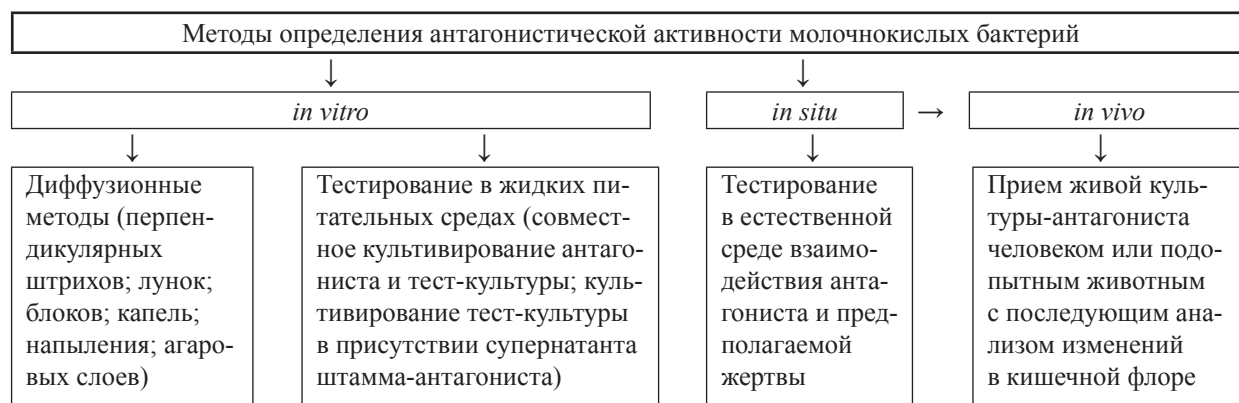 Методы определения антагонистической активности молочнокислых бактерий
↓ ↓
in vitro
in situ → in vivo
↓ ↓ ↓ ↓
Диффузионные
методы (перпен-
дикулярных
штрихов; лунок;
блоков; капель;
напыления; агаро-
вых слоев)
Тестирование в жидких пи-
тательных средах (совмест-
ное культивирование антаго-
ниста и тест-культуры; куль-
тивирование тест-культуры
в присутствии супернатанта
штамма-антагониста)
Тестирование
в естественной
среде взаимо-
действия анта-
гониста и пред-
полагаемой
жертвы
Прием живой куль-
туры-антагониста
человеком или подо-
пытным животным
с последующим ана-
лизом изменений
в кишечной флоре